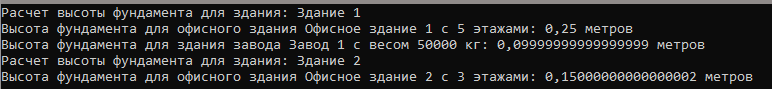 Расчет высоты фундамента для здания: Здание 1
Высота фундамента для офисного здания Офисное здание 1 с 5 этажами: 0,25 метров
Высота фундамента для здания завода Завод 1 с весом 50000 кг: 0,09999999999999999 метров
Расчет высоты фундамента для здания: Здание 2
Высота фундамента для офисного здания Офисное здание 2 с 3 этажами: 0,15000000000000002 метров